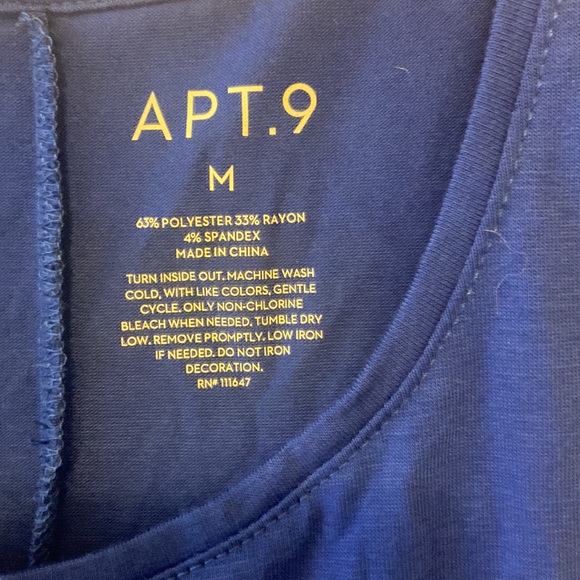 APT.9
M
63% POLYESTER 33% RAYON
4% SPANDEX
MADE IN CHINA
TURN INSIDE OUT. MACHINE WASH
COLD, WITH LIKE COLORS, GENTLE
CYCLE. ONLY NON-CHLORINE
BLEACH WHEN NEEDED. TUMBLE DRY
LOW. REMOVE PROMPTLY. LOW IRON
IF NEEDED. DO NOT IRON
DECORATION.
RN# 111647